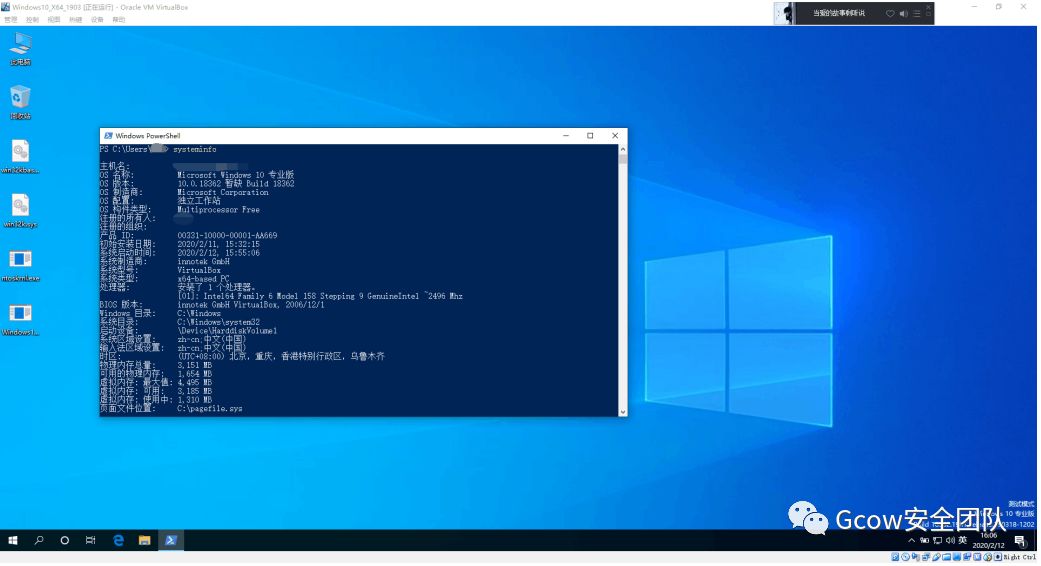 Windows10_X64_1903 [正在运行] - Oracle VM VirtualBox
管理 控制 视图 热键 设备 帮助
当爱的故事剩听说
此电脑
回收站
win32kbas...
win32k.sys
ntoskrnl.exe
Windows1...
Windows PowerShell
PS C:\Users\ > systeminfo
主机名:
OS 名称: Microsoft Windows 10 专业版
OS 版本: 10.0.18362 暂缺 Build 18362
OS 制造商: Microsoft Corporation
OS 配置: 独立工作站
OS 构件类型: Multiprocessor Free
注册的所有人:
注册的组织:
产品 ID: 00331-10000-00001-AA669
初始安装日期: 2020/2/11, 15:32:15
系统启动时间: 2020/2/12, 15:55:06
系统制造商: innotek GmbH
系统型号: VirtualBox
系统类型: x64-based PC
处理器: 安装了 1 个处理器。
[01]: Intel64 Family 6 Model 158 Stepping 9 GenuineIntel ~2496 Mhz
BIOS 版本: innotek GmbH VirtualBox, 2006/12/1
Windows 目录: C:\Windows
系统目录: C:\Windows\system32
启动设备: \Device\HarddiskVolume1
系统区域设置: zh-cn;中文(中国)
输入法区域设置: zh-cn;中文(中国)
时区: (UTC+08:00) 北京，重庆，香港特别行政区，乌鲁木齐
物理内存总量: 3,151 MB
可用的物理内存: 1,654 MB
虚拟内存: 最大值: 4,495 MB
虚拟内存: 可用: 3,185 MB
虚拟内存: 使用中: 1,310 MB
页面文件位置: C:\pagefile.sys
测试模式
10 专业版
Gcow安全团队
英
16:06
2020/2/12
Right Ctrl